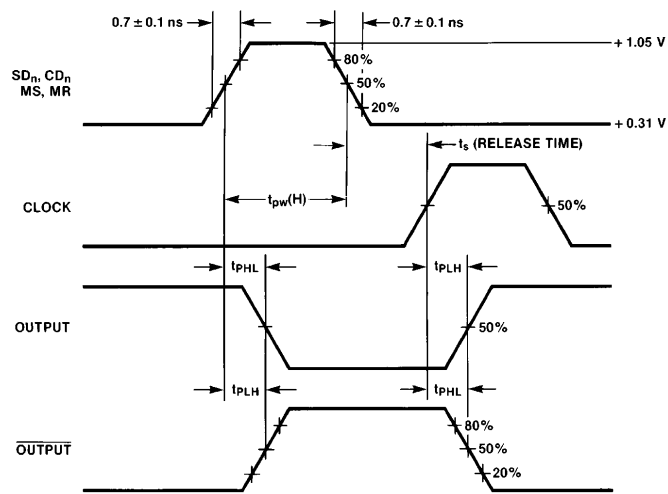 0.7 ± 0.1 ns
0.7 ± 0.1 ns
+ 1.05 V
SDn, CDn
MS, MR
80%
50%
20%
+ 0.31 V
ts (RELEASE TIME)
CLOCK
tpw(H)
50%
tPHL
tPLH
OUTPUT
50%
tPLH
tPHL
OUTPUT
80%
50%
20%